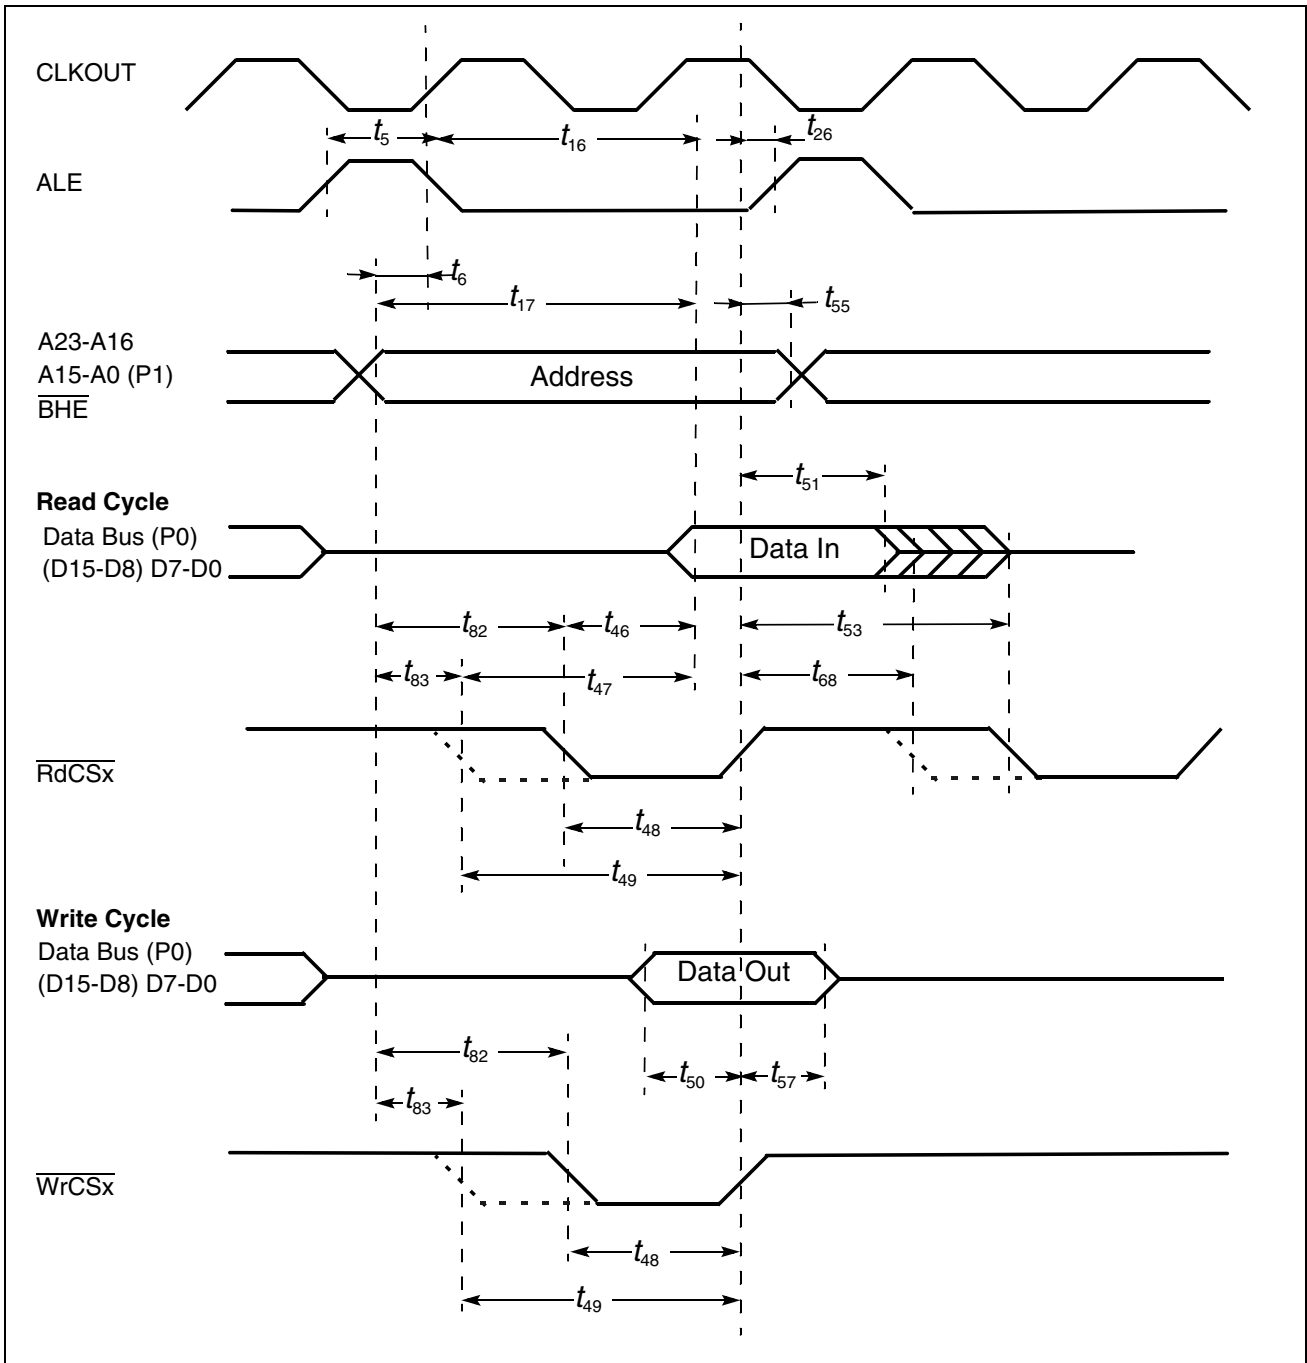 CLKOUT
t5 t16 t26
ALE
t6
t17 t55
A23-A16
A15-A0 (P1) Address
BHE
t51
Read Cycle
Data Bus (P0) Data In
(D15-D8) D7-D0
t82 t46 t53
t83 t47 t68
RdCSx
t48
t49
Write Cycle
Data Bus (P0) Data Out
(D15-D8) D7-D0
t82 t50 t57
t83
WrCSx
t48
t49